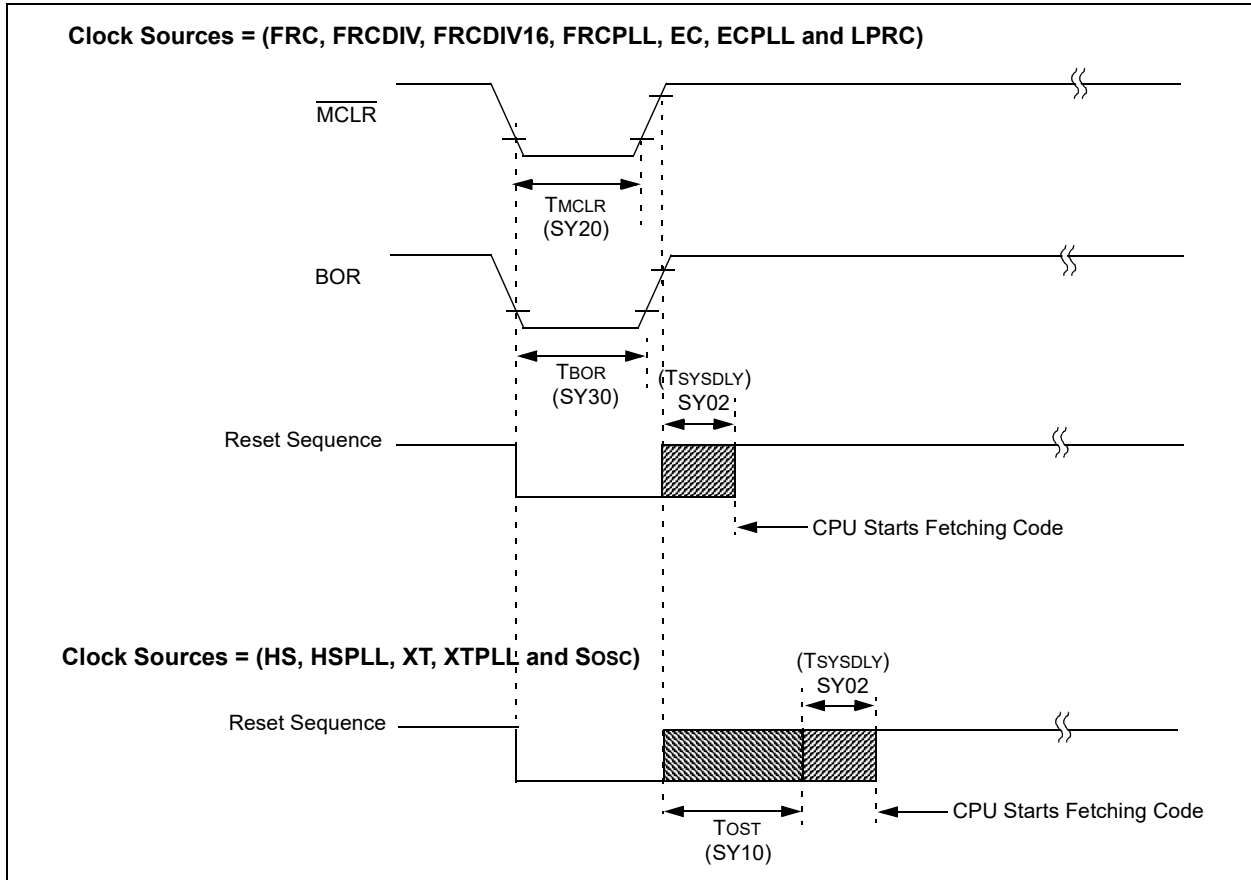 Clock Sources = (FRC, FRCDIV, FRCDIV16, FRCPLL, EC, ECPLL and LPRC)
MCLR
TMCLR
(SY20)
BOR
TBOR
(SY30)
(TSYSDLY)
SY02
Reset Sequence
CPU Starts Fetching Code
Clock Sources = (HS, HSPLL, XT, XTPLL and SOSC)
(TSYSDLY)
SY02
Reset Sequence
CPU Starts Fetching Code
TOST
(SY10)